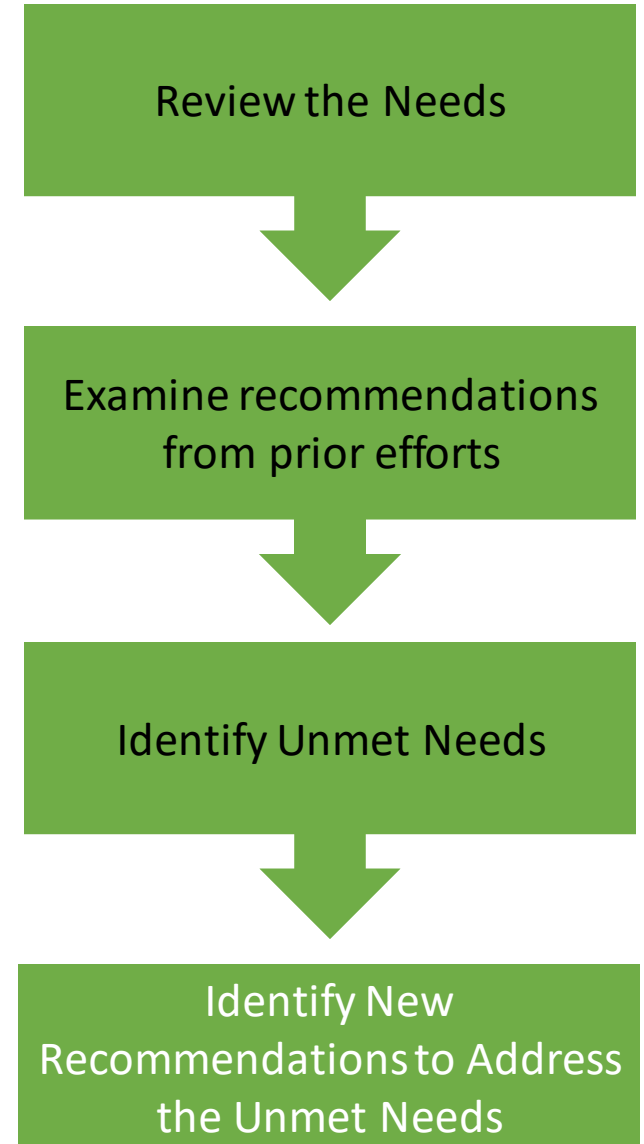 Review the Needs
Examine recommendations
from prior efforts
Identify Unmet Needs
Identify New
Recommendations to Address
the Unmet Needs